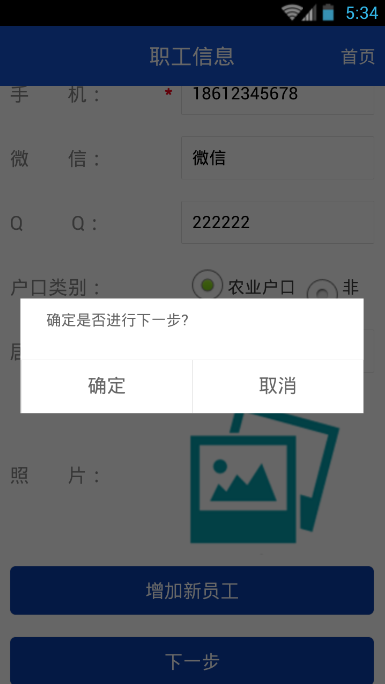 5:34
职工信息 首页
手 机： * 18612345678
微 信： 微信
Q Q： 222222
户口类别： 农业户口 非
确定是否进行下一步?
确定 取消
照 片：
增加新员工
下一步